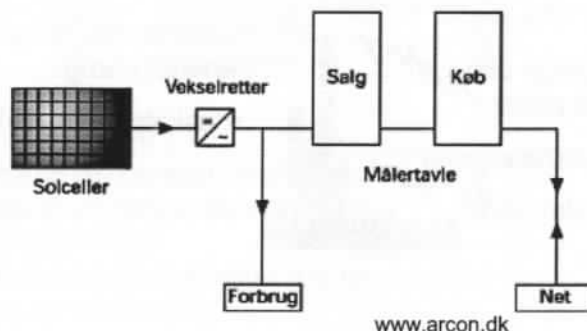 Salg
Køb
Vekselretter
=
~
Solceller
Målertavle
Forbrug
Net
www.arcon.dk